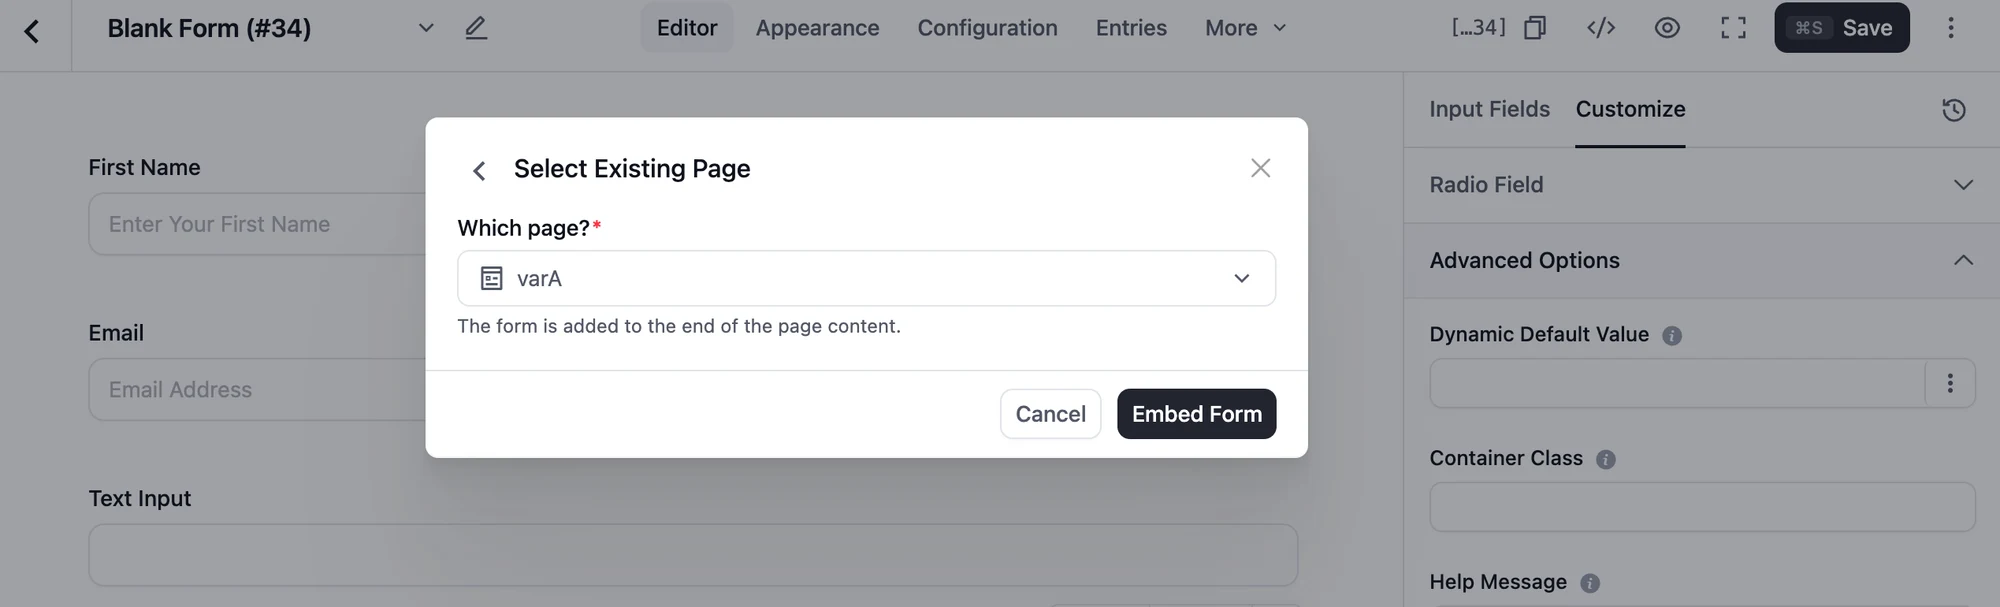 Blank Form (#34)
Editor Appearance Configuration Entries More
[...34] </> ⌘S Save
Input Fields Customize
Select Existing Page
First Name
Radio Field
Enter Your First Name
Which page?*
Advanced Options
varA
The form is added to the end of the page content.
Email
Dynamic Default Value
Email Address
Cancel Embed Form
Container Class
Text Input
Help Message